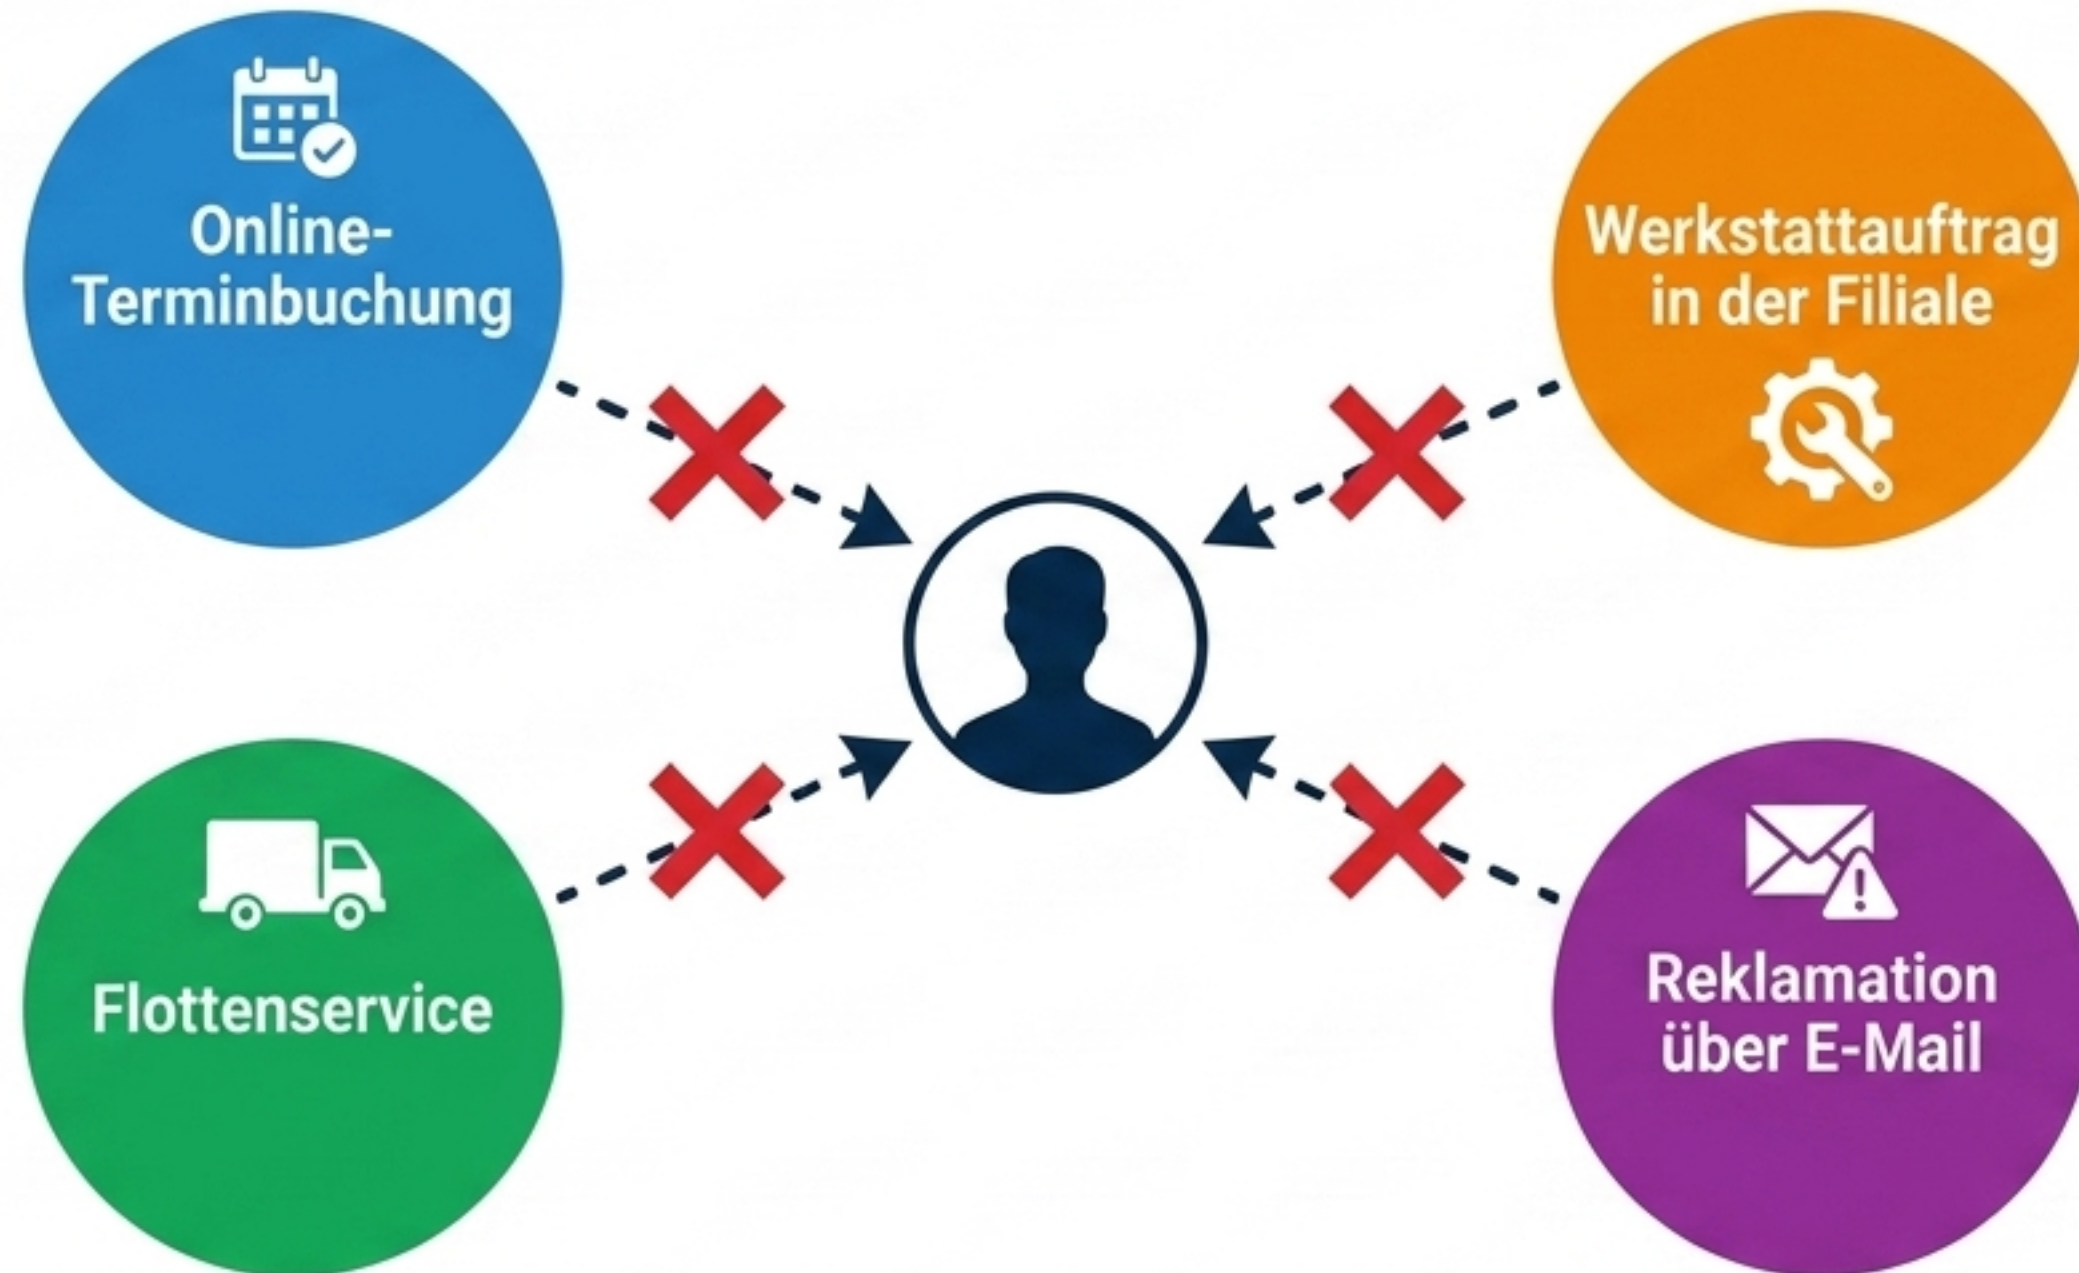 Online-
Terminbuchung
Werkstattauftrag
in der Filiale
Flottenservice
Reklamation
über E-Mail